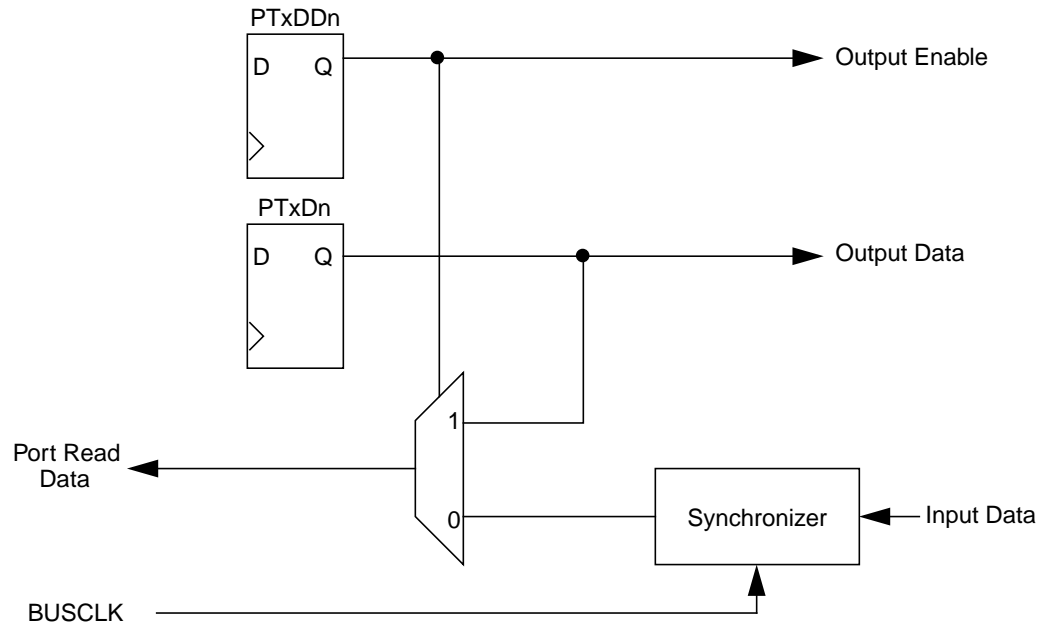 PTxDDn
D Q
Output Enable
PTxDn
D Q
Output Data
1
Port Read
Data
0
Synchronizer
Input Data
BUSCLK